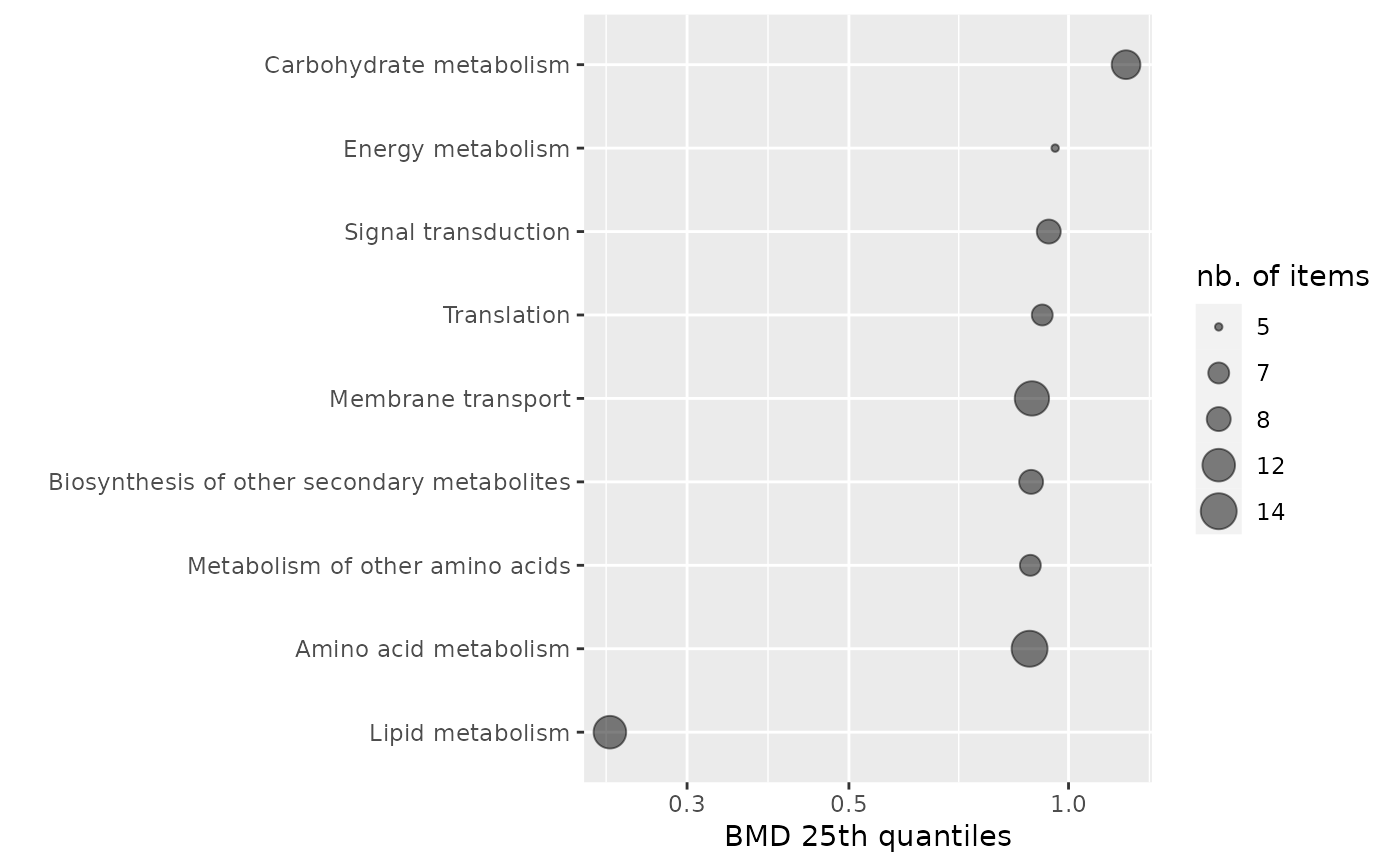 Carbohydrate metabolism
Energy metabolism
Signal transduction
Translation
Membrane transport
Biosynthesis of other secondary metabolites
Metabolism of other amino acids
Amino acid metabolism
Lipid metabolism
0.3 0.5 1.0
BMD 25th quantiles
nb. of items
5
7
8
12
14